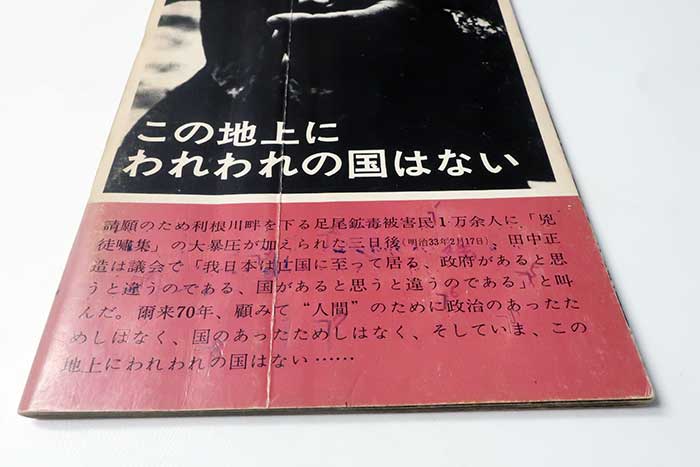 この地上に
われわれの国はない
請願のため利根川畔を下る足尾鉱毒被害民1万余人に「兇
徒嘯集」の大暴圧が加えられた三日後(明治33年2月17日)、田中正
造は議会で「我日本は亡国に至って居る、政府があると思
うと違うのである、国があると思うと違うのである」と叫
んだ。爾来70年、顧みて“人間”のために政治のあったた
めしはなく、国のあったためしはなく、そしていま、この
地上にわれわれの国はない……